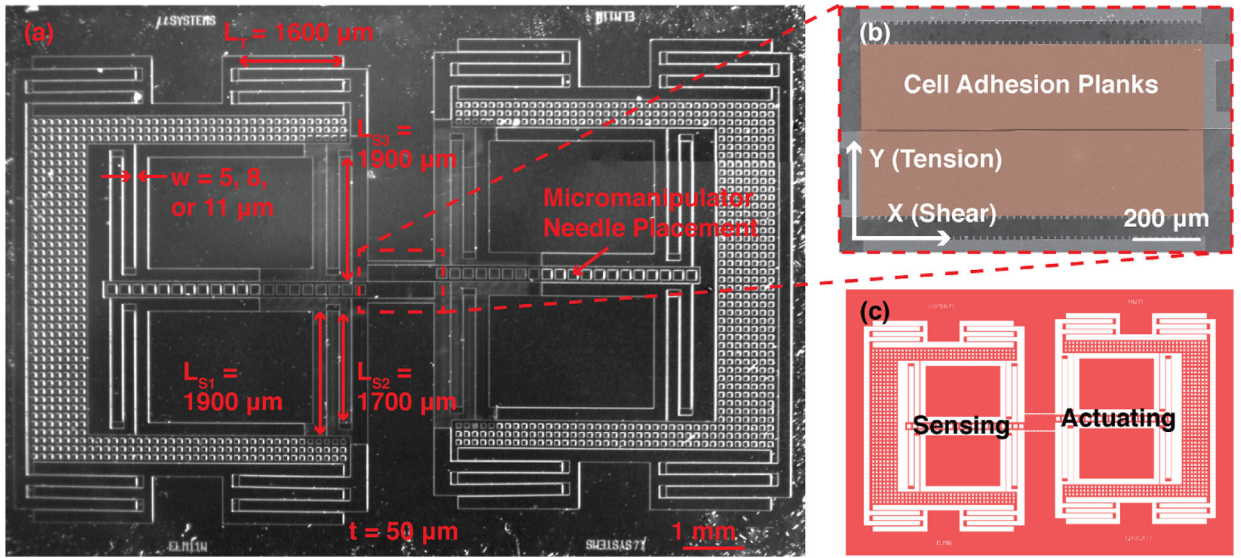 (a)
L_T = 1600 μm
L_S3 =
1900 μm
w = 5, 8,
or 11 μm
Micromanipulator
Needle Placement
L_S1 =
1900 μm
L_S2 =
1700 μm
t = 50 μm
1 mm
(b)
Cell Adhesion Planks
Y (Tension)
X (Shear)
200 μm
(c)
Sensing
Actuating